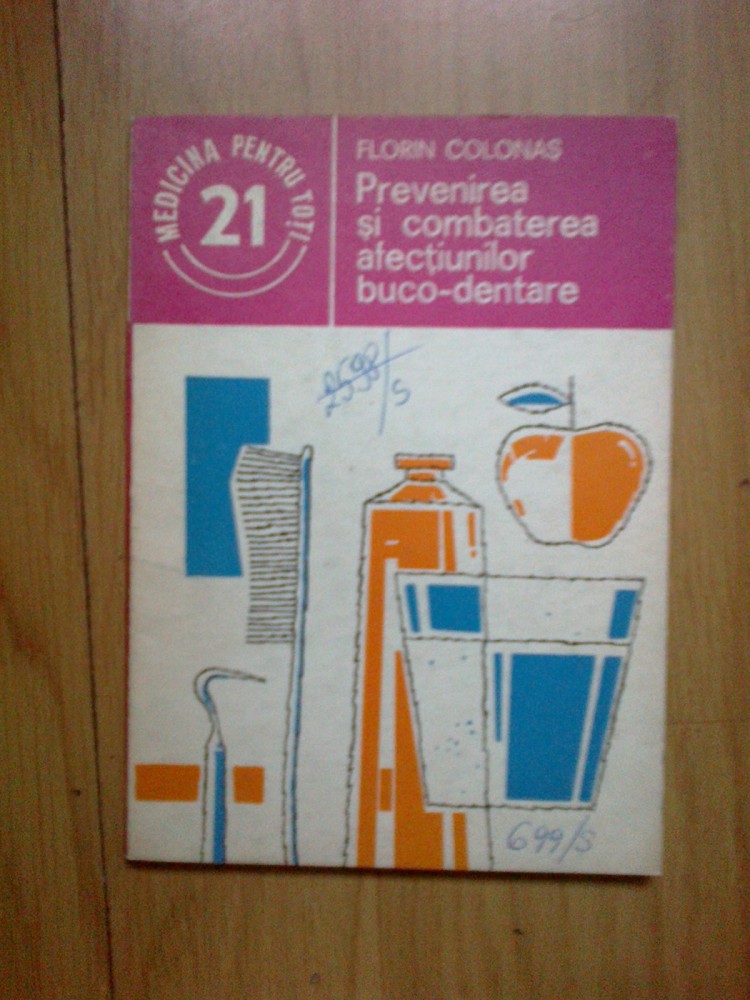 MEDICINA PENTRU TOȚI
21
FLORIN COLONAȘ
Prevenirea
și combaterea
afecțiunilor
buco-dentare
699/S